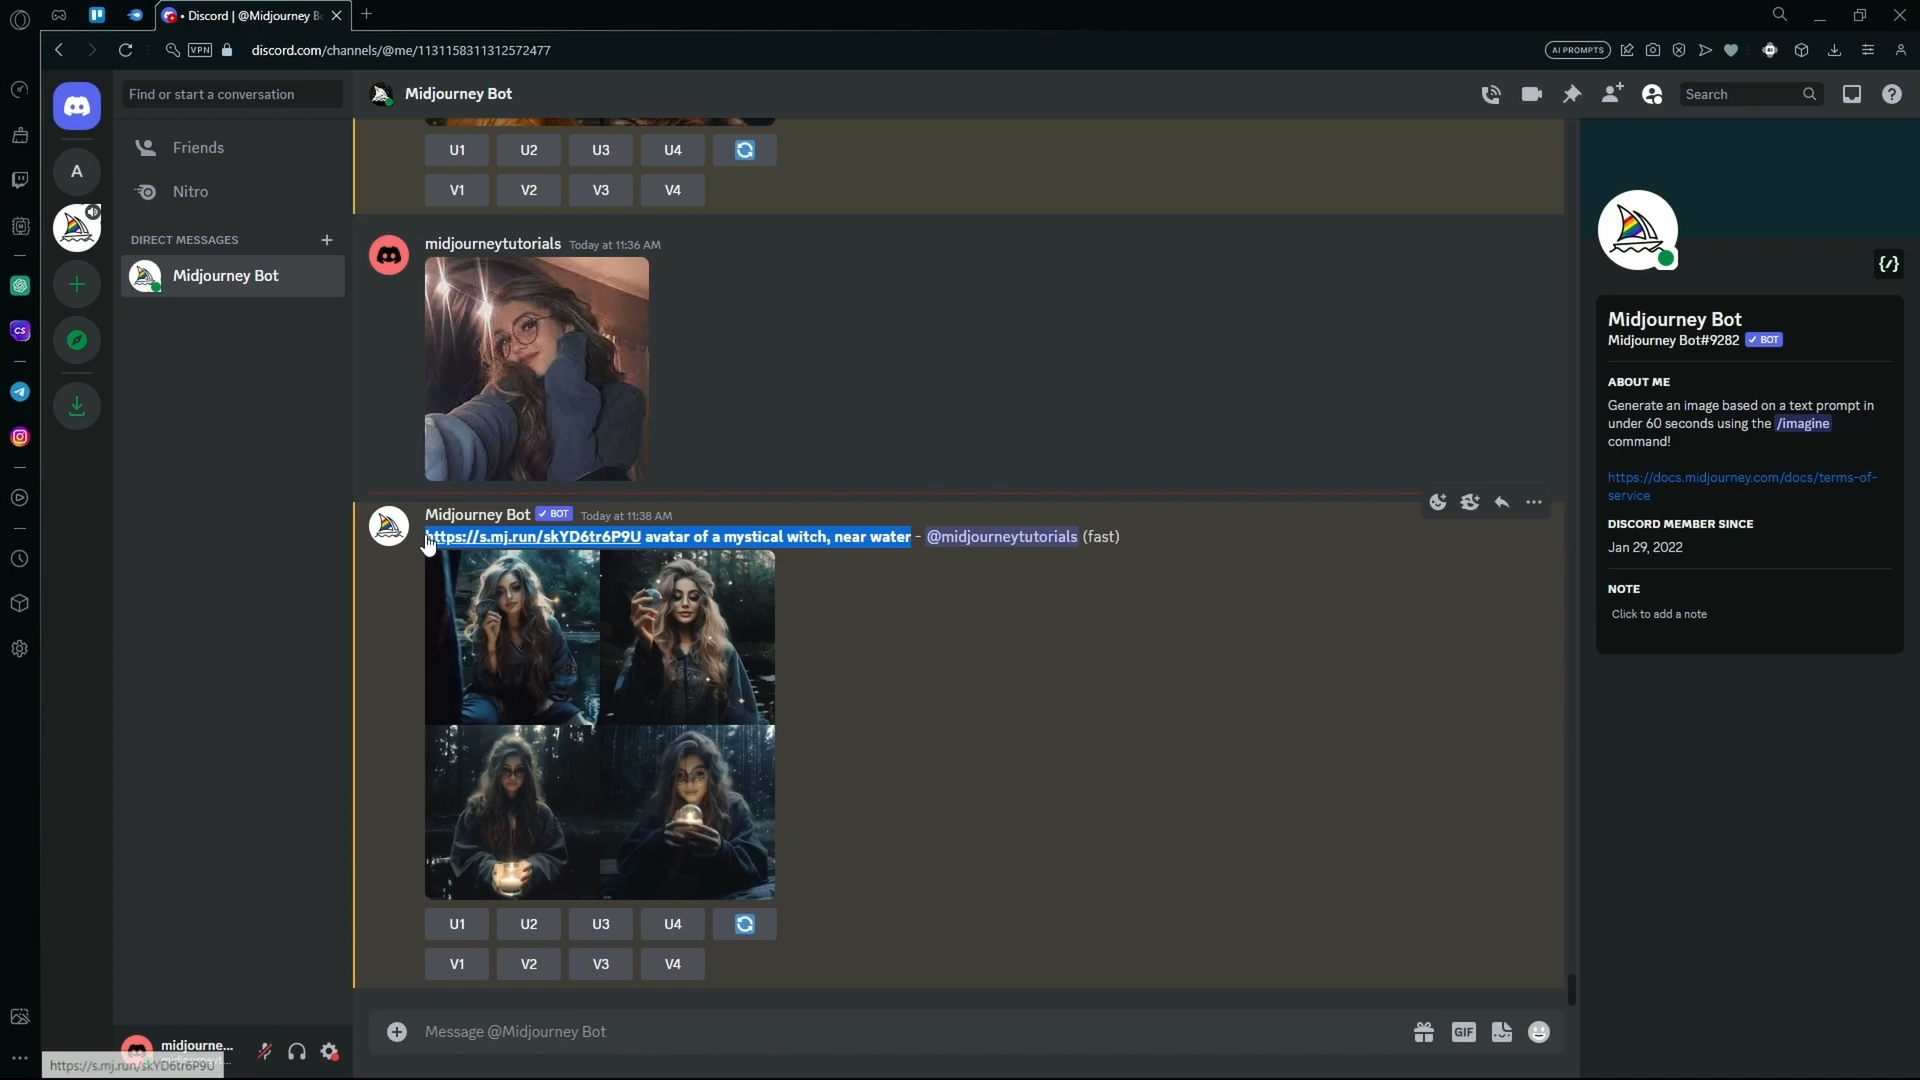 • Discord | @Midjourney B
VPN
discord.com/channels/@me/1131158311312572477
AI PROMPTS
Find or start a conversation
Midjourney Bot
Search
Friends
Nitro
A
DIRECT MESSAGES
Midjourney Bot
CS
U1 U2 U3 U4
V1 V2 V3 V4
midjourneytutorials Today at 11:36 AM
Midjourney Bot BOT Today at 11:38 AM
https://s.mj.run/skYD6tr6P9U avatar of a mystical witch, near water - @midjourneytutorials (fast)
U1 U2 U3 U4
V1 V2 V3 V4
Message @Midjourney Bot
GIF
midjourne...
https://s.mj.run/skYD6tr6P9U
{/}
Midjourney Bot
Midjourney Bot#9282 BOT
ABOUT ME
Generate an image based on a text prompt in
under 60 seconds using the /imagine
command!
https://docs.midjourney.com/docs/terms-of-
service
DISCORD MEMBER SINCE
Jan 29, 2022
NOTE
Click to add a note